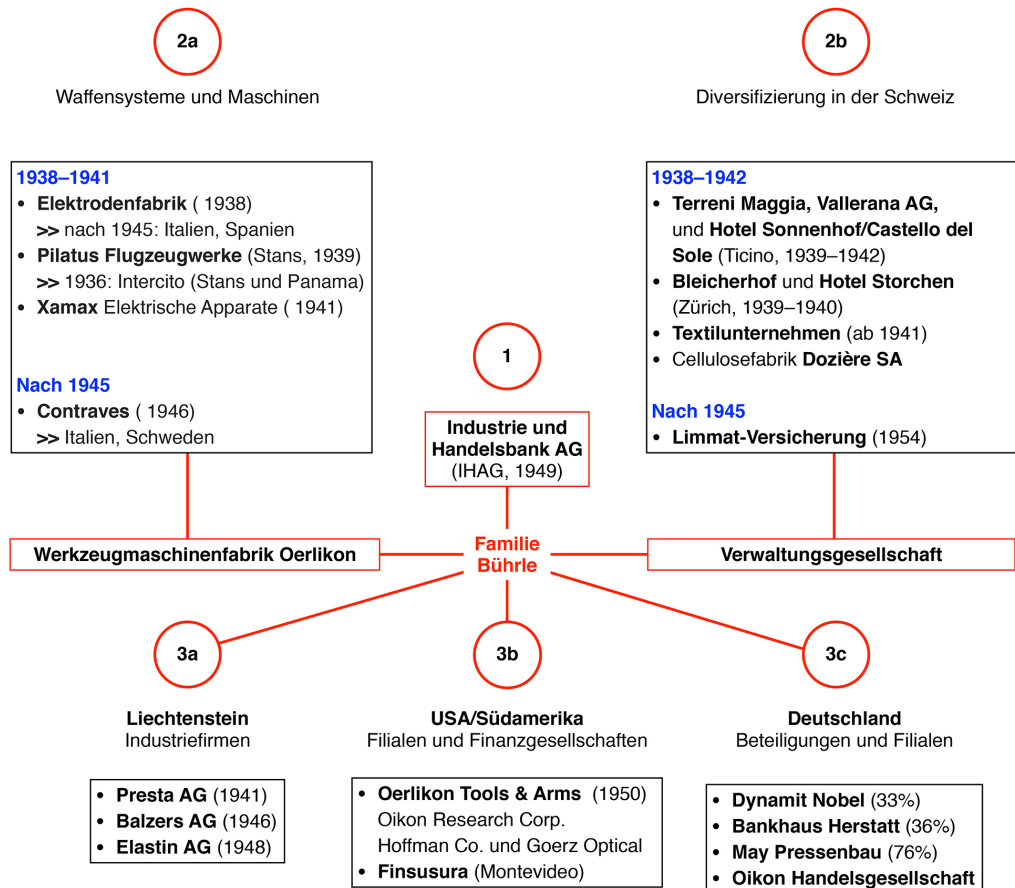 2a
Waffensysteme und Maschinen
1938–1941
• Elektrodenfabrik ( 1938)
>> nach 1945: Italien, Spanien
• Pilatus Flugzeugwerke (Stans, 1939)
>> 1936: Intercito (Stans und Panama)
• Xamax Elektrische Apparate ( 1941)
Nach 1945
• Contraves ( 1946)
>> Italien, Schweden
Werkzeugmaschinenfabrik Oerlikon
2b
Diversifizierung in der Schweiz
1938–1942
• Terreni Maggia, Vallerana AG,
und Hotel Sonnenhof/Castello del
Sole (Ticino, 1939–1942)
• Bleicherhof und Hotel Storchen
(Zürich, 1939–1940)
• Textilunternehmen (ab 1941)
• Cellulosefabrik Dozière SA
Nach 1945
• Limmat-Versicherung (1954)
Verwaltungsgesellschaft
1
Industrie und
Handelsbank AG
(IHAG, 1949)
Familie
Bührle
3a
Liechtenstein
Industriefirmen
• Presta AG (1941)
• Balzers AG (1946)
• Elastin AG (1948)
3b
USA/Südamerika
Filialen und Finanzgesellschaften
• Oerlikon Tools & Arms (1950)
Oikon Research Corp.
Hoffman Co. und Goerz Optical
• Finsusura (Montevideo)
3c
Deutschland
Beteiligungen und Filialen
• Dynamit Nobel (33%)
• Bankhaus Herstatt (36%)
• May Pressenbau (76%)
• Oikon Handelsgesellschaft